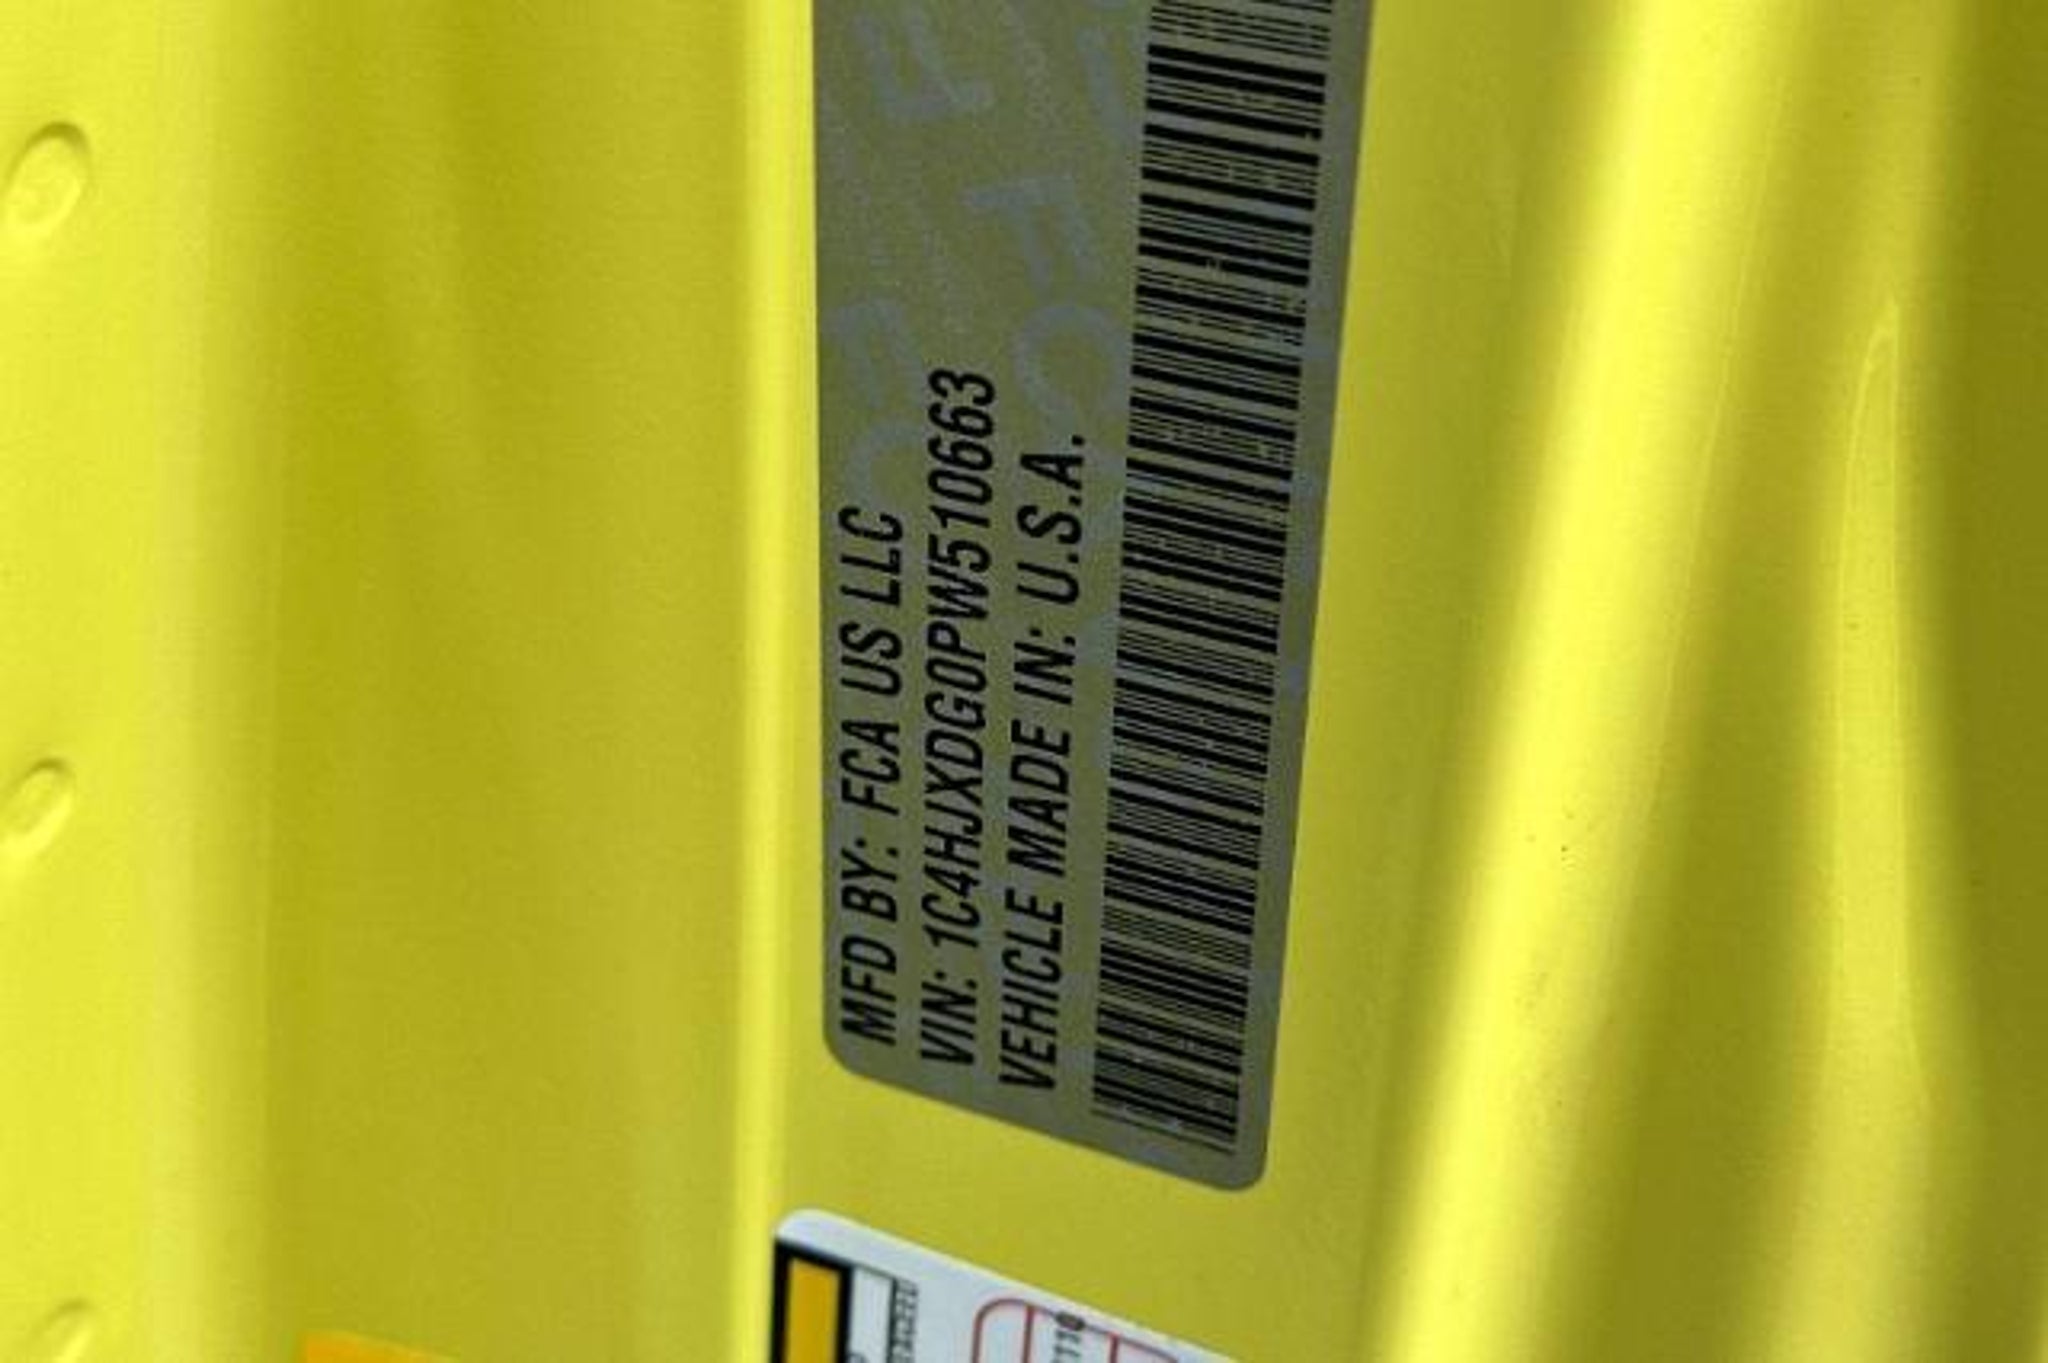 MFD BY: FCA US LLC
VIN: 1C4HJXDG0PW510663
VEHICLE MADE IN: U.S.A.